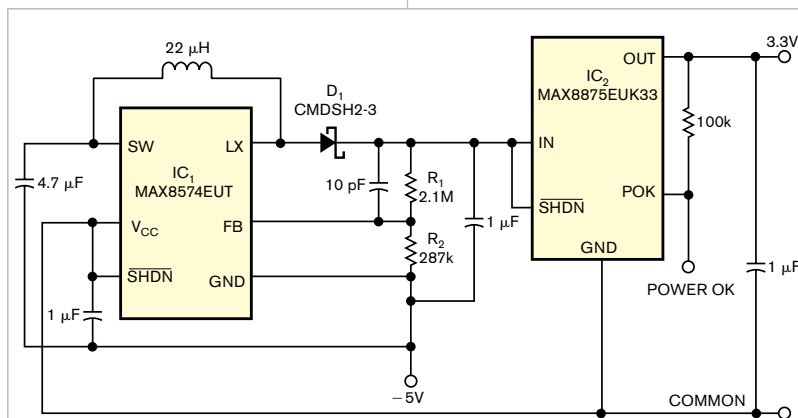 22 μH
D1
CMDSH2-3
SW
LX
IC1
MAX8574EUT
4.7 μF
VCC
FB
SHDN
GND
1 μF
10 pF
R1
2.1M
R2
287k
1 μF
−5V
OUT
IC2
MAX8875EUK33
IN
SHDN
POK
GND
3.3V
100k
POWER OK
1 μF
COMMON